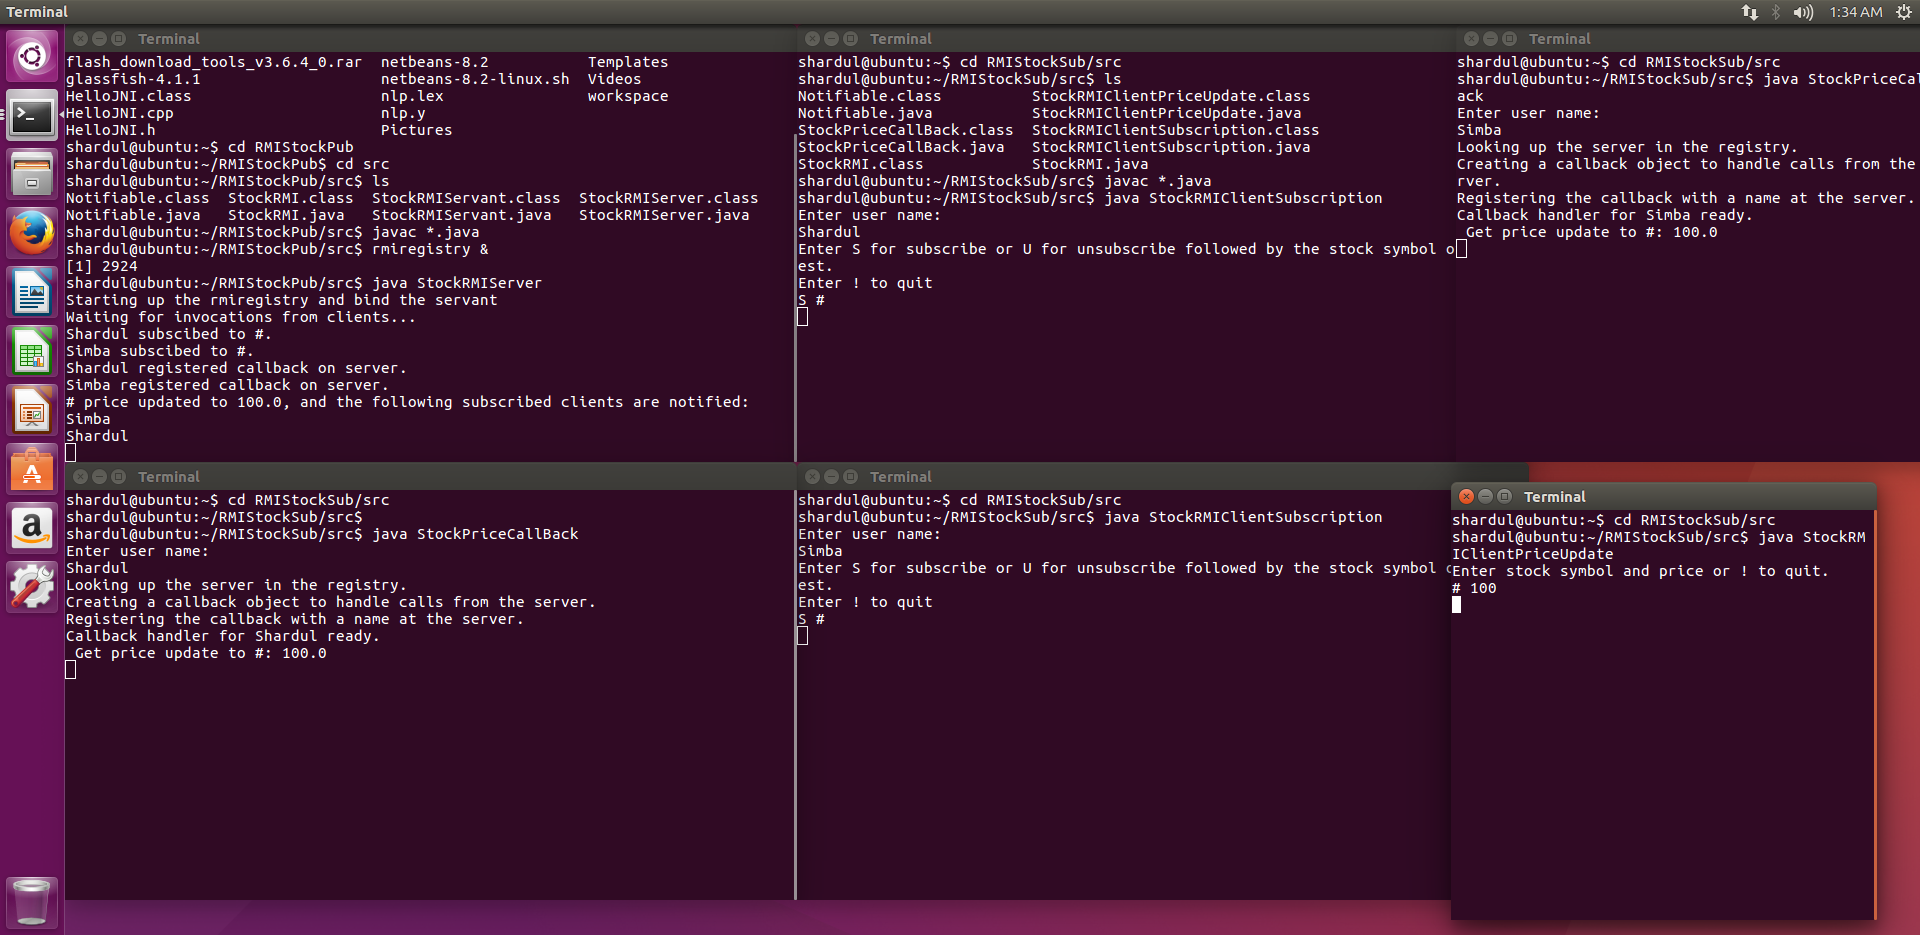 Terminal
1:34 AM
Terminal
flash_download_tools_v3.6.4_0.rar  netbeans-8.2           Templates
glassfish-4.1.1                    netbeans-8.2-linux.sh  Videos
HelloJNI.class                     nlp.lex                workspace
HelloJNI.cpp                       nlp.y
HelloJNI.h                         Pictures
shardul@ubuntu:~$ cd RMIStockPub
shardul@ubuntu:~/RMIStockPub$ cd src
shardul@ubuntu:~/RMIStockPub/src$ ls
Notifiable.class  StockRMI.class  StockRMIServant.class  StockRMIServer.class
Notifiable.java   StockRMI.java   StockRMIServant.java   StockRMIServer.java
shardul@ubuntu:~/RMIStockPub/src$ javac *.java
shardul@ubuntu:~/RMIStockPub/src$ rmiregistry &
[1] 2924
shardul@ubuntu:~/RMIStockPub/src$ java StockRMIServer
Starting up the rmiregistry and bind the servant
Waiting for invocations from clients...
Shardul subscibed to #.
Simba subscibed to #.
Shardul registered callback on server.
Simba registered callback on server.
# price updated to 100.0, and the following subscribed clients are notified:
Simba
Shardul
Terminal
shardul@ubuntu:~$ cd RMIStockSub/src
shardul@ubuntu:~/RMIStockSub/src$ ls
Notifiable.class          StockRMIClientPriceUpdate.class
Notifiable.java           StockRMIClientPriceUpdate.java
StockPriceCallBack.class  StockRMIClientSubscription.class
StockPriceCallBack.java   StockRMIClientSubscription.java
StockRMI.class            StockRMI.java
shardul@ubuntu:~/RMIStockSub/src$ javac *.java
shardul@ubuntu:~/RMIStockSub/src$ java StockRMIClientSubscription
Enter user name:
Shardul
Enter S for subscribe or U for unsubscribe followed by the stock symbol o
est.
Enter ! to quit
S #
Terminal
shardul@ubuntu:~$ cd RMIStockSub/src
shardul@ubuntu:~/RMIStockSub/src$ java StockPriceCal
ack
Enter user name:
Simba
Looking up the server in the registry.
Creating a callback object to handle calls from the
rver.
Registering the callback with a name at the server.
Callback handler for Simba ready.
Get price update to #: 100.0
Terminal
shardul@ubuntu:~$ cd RMIStockSub/src
shardul@ubuntu:~/RMIStockSub/src$
shardul@ubuntu:~/RMIStockSub/src$ java StockPriceCallBack
Enter user name:
Shardul
Looking up the server in the registry.
Creating a callback object to handle calls from the server.
Registering the callback with a name at the server.
Callback handler for Shardul ready.
Get price update to #: 100.0
Terminal
shardul@ubuntu:~$ cd RMIStockSub/src
shardul@ubuntu:~/RMIStockSub/src$ java StockRMIClientSubscription
Enter user name:
Simba
Enter S for subscribe or U for unsubscribe followed by the stock symbol
est.
Enter ! to quit
S #
Terminal
shardul@ubuntu:~$ cd RMIStockSub/src
shardul@ubuntu:~/RMIStockSub/src$ java StockRM
IClientPriceUpdate
Enter stock symbol and price or ! to quit.
# 100